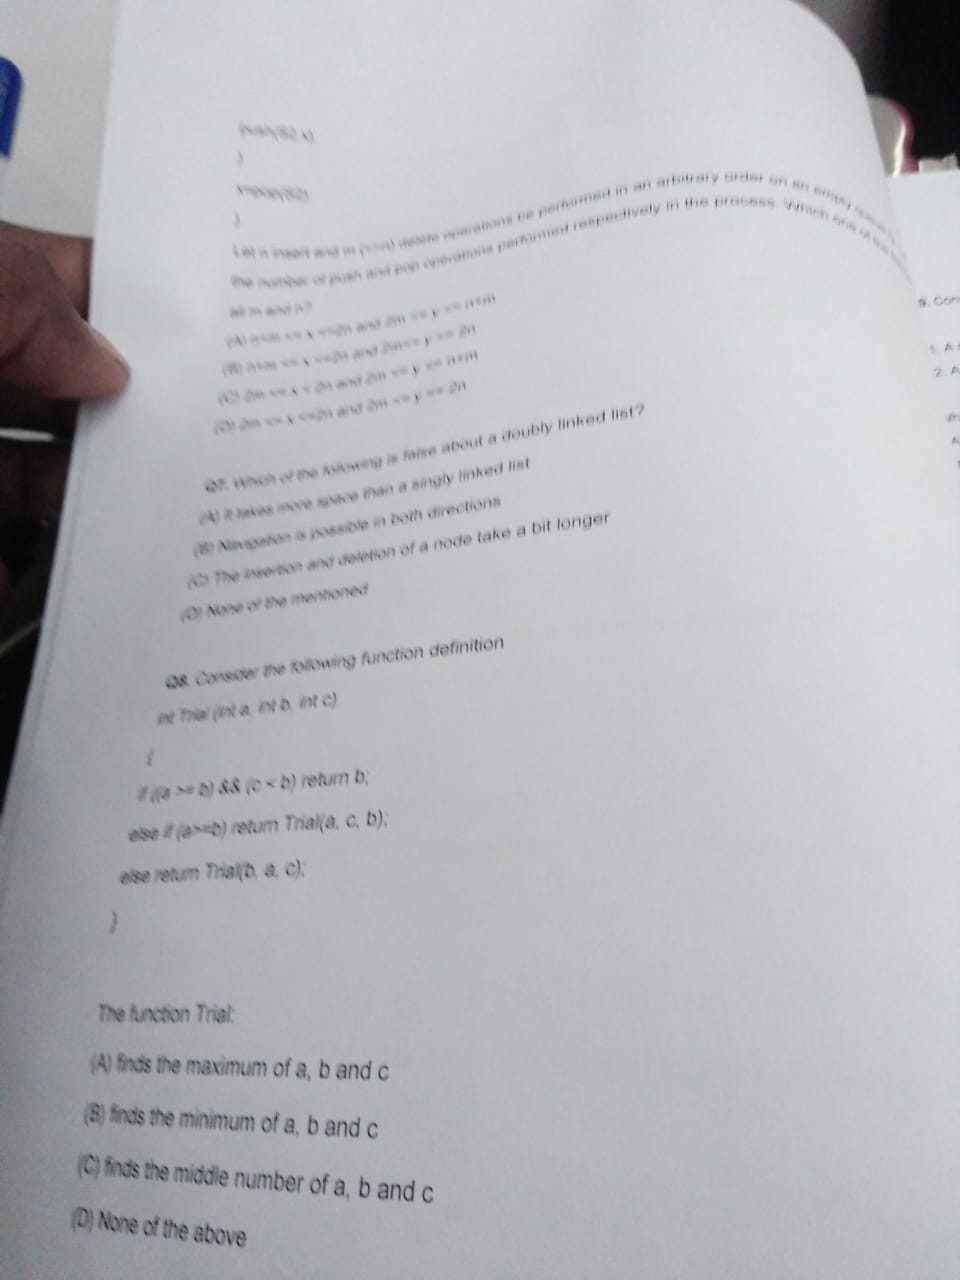 push(S2,x);
}
x=pop(S2);
}
Let n insert and m (<=n) delete operations be performed in an arbitrary order on an empty queue
the number of push and pop operations performed respectively in the process. Which one of the
all m and n?
(A) n+m <= x <=2n and 2m <= y <= n+m
(B) n+m <= x <=2n and 2m<= y <= 2n
(C) 2m <= x < 2n and 2m <= y <= n+m
(D) 2m <= x <=2n and 2m <= y <= 2n
Q7. Which of the following is false about a doubly linked list?
(A) It takes more space than a singly linked list
(B) Navigation is possible in both directions
(C) The insertion and deletion of a node take a bit longer
(D) None of the mentioned
Q8. Consider the following function definition
int Trial (int a, int b, int c)
{
if ((a >= b) && (c < b) return b;
else if (a>=b) return Trial(a, c, b);
else return Trial(b, a, c);
}
The function Trial:
(A) finds the maximum of a, b and c
(B) finds the minimum of a, b and c
(C) finds the middle number of a, b and c
(D) None of the above
9. Con
1. A
2. A